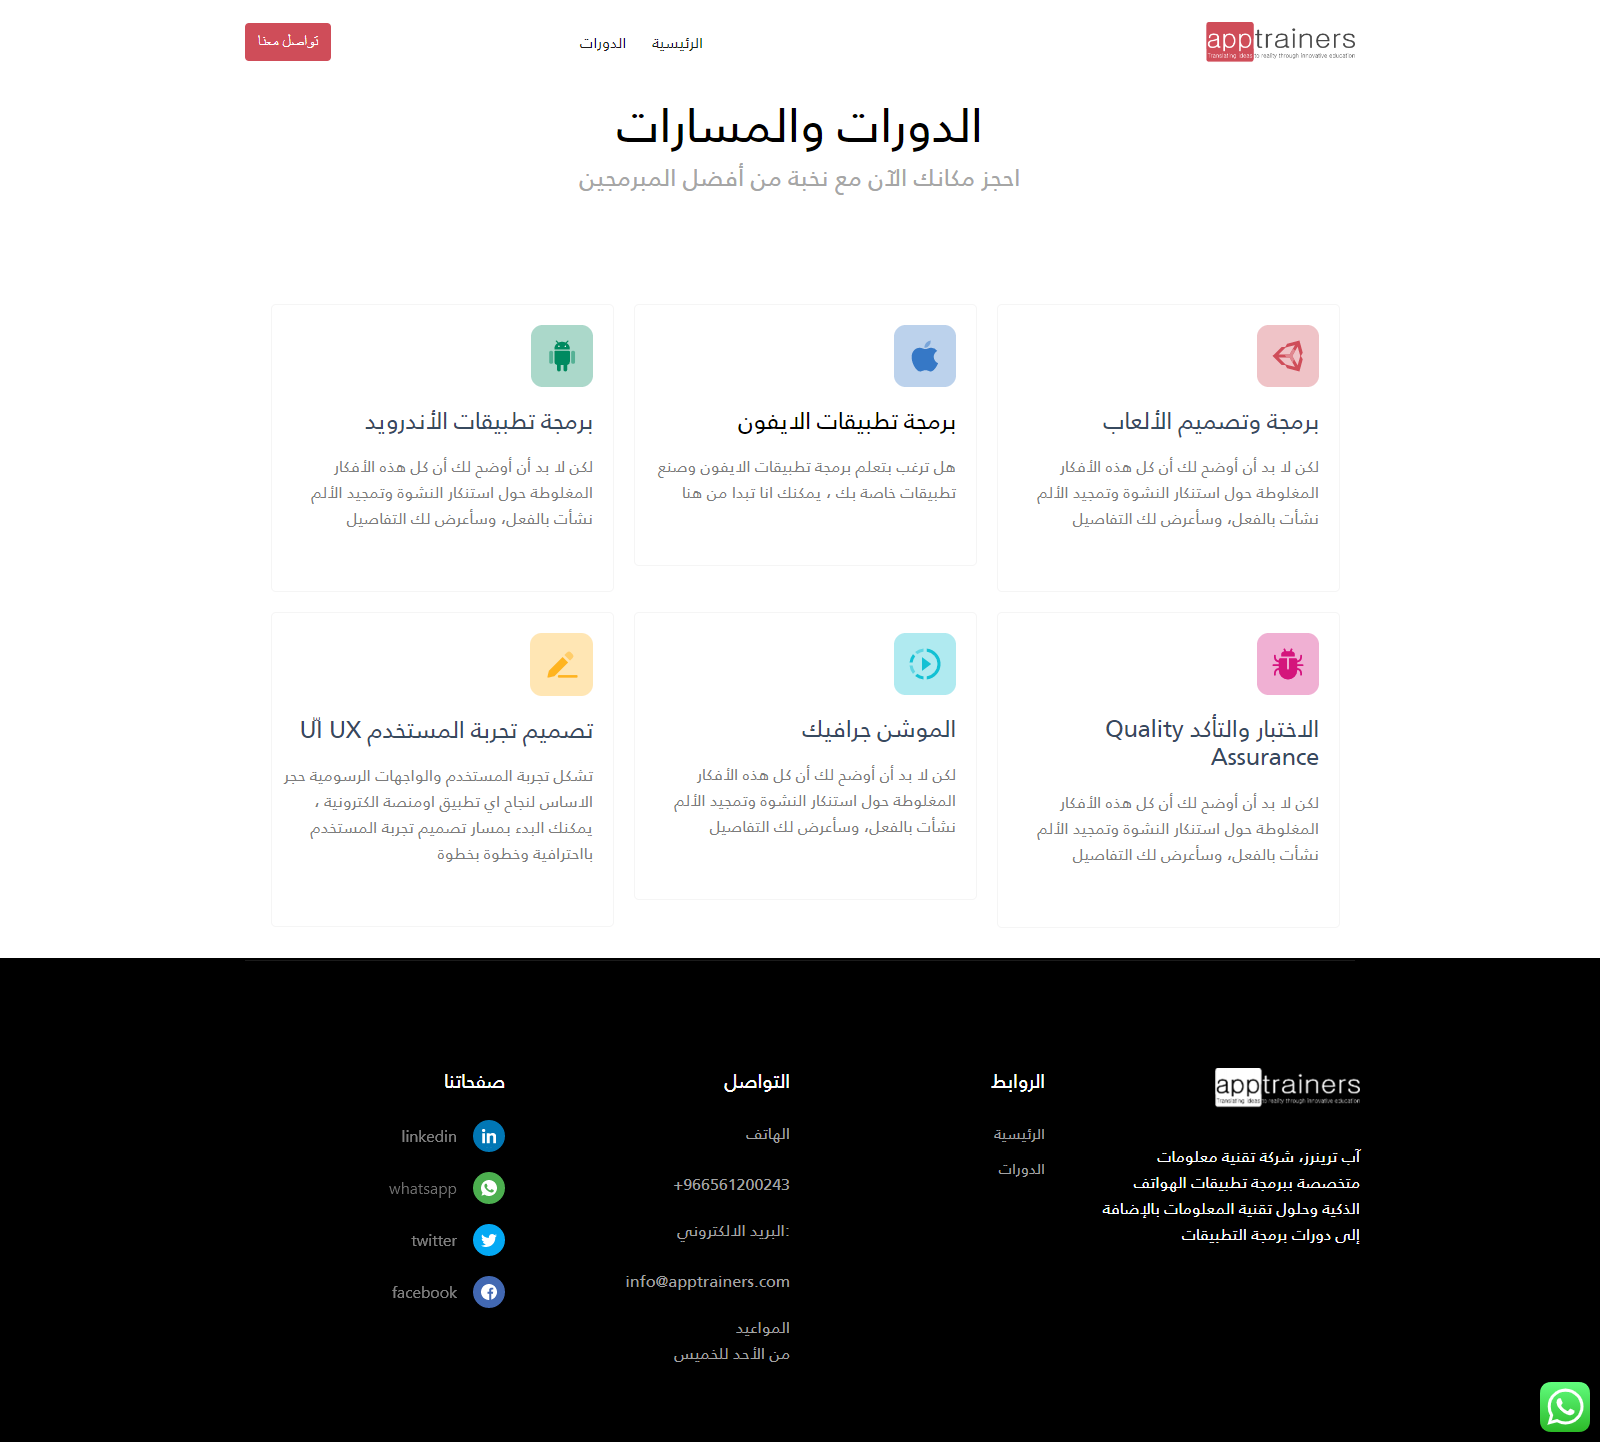 apptrainers
Translating ideas to reality through innovative education
الرئيسية
الدورات
تواصل معنا
الدورات والمسارات
احجز مكانك الآن مع نخبة من أفضل المبرمجين
برمجة وتصميم الألعاب
لكن لا بد أن أوضح لك أن كل هذه الأفكار
المغلوطة حول استنكار النشوة وتمجيد الألم
نشأت بالفعل، وسأعرض لك التفاصيل
برمجة تطبيقات الايفون
هل ترغب بتعلم برمجة تطبيقات الايفون وصنع
تطبيقات خاصة بك ، يمكنك انا تبدا من هنا
برمجة تطبيقات الأندرويد
لكن لا بد أن أوضح لك أن كل هذه الأفكار
المغلوطة حول استنكار النشوة وتمجيد الألم
نشأت بالفعل، وسأعرض لك التفاصيل
الاختبار والتأكد Quality
Assurance
لكن لا بد أن أوضح لك أن كل هذه الأفكار
المغلوطة حول استنكار النشوة وتمجيد الألم
نشأت بالفعل، وسأعرض لك التفاصيل
الموشن جرافيك
لكن لا بد أن أوضح لك أن كل هذه الأفكار
المغلوطة حول استنكار النشوة وتمجيد الألم
نشأت بالفعل، وسأعرض لك التفاصيل
تصميم تجربة المستخدم UI UX
تشكل تجربة المستخدم والواجهات الرسومية حجر
الاساس لنجاح اي تطبيق اومنصة الكترونية ،
يمكنك البدء بمسار تصميم تجربة المستخدم
بااحترافية وخطوة بخطوة
apptrainers
Translating ideas to reality through innovative education
آب ترينرز، شركة تقنية معلومات
متخصصة ببرمجة تطبيقات الهواتف
الذكية وحلول تقنية المعلومات بالإضافة
إلى دورات برمجة التطبيقات
الروابط
الرئيسية
الدورات
التواصل
الهاتف
+966561200243
البريد الالكتروني:
info@apptrainers.com
المواعيد
من الأحد للخميس
صفحاتنا
linkedin
whatsapp
twitter
facebook